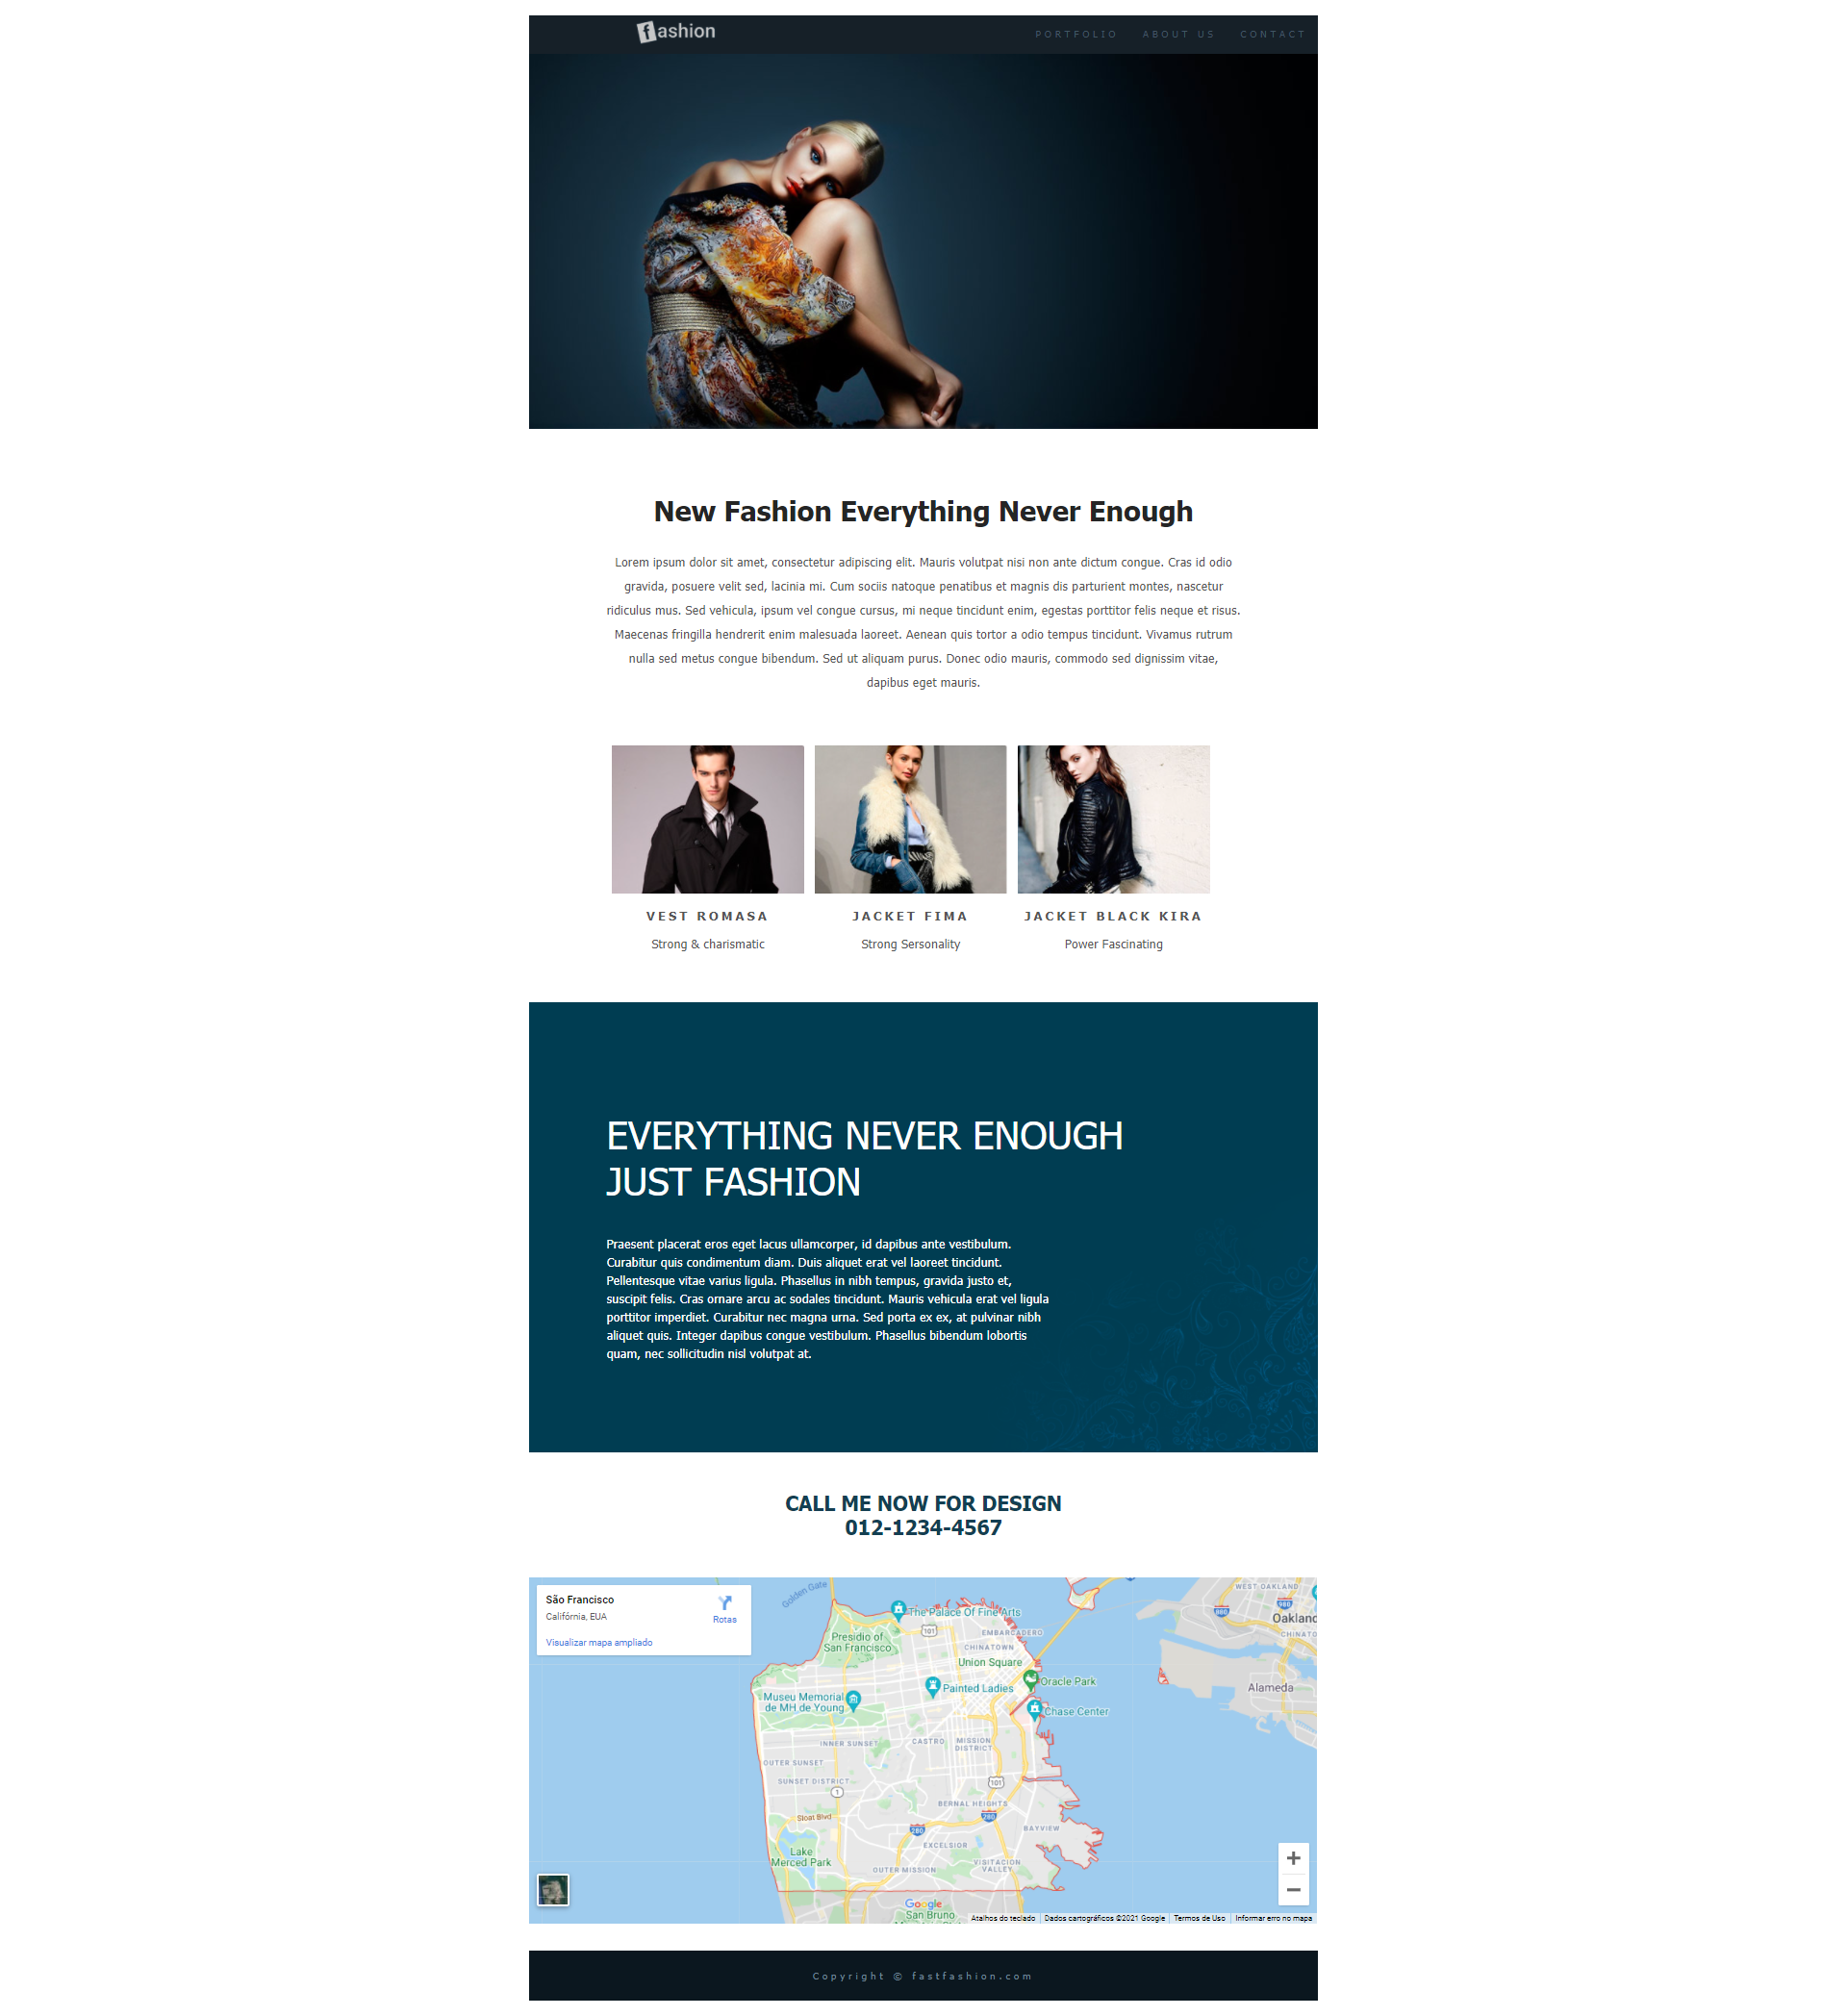 fashion
PORTFOLIO ABOUT US CONTACT
New Fashion Everything Never Enough
Lorem ipsum dolor sit amet, consectetur adipiscing elit. Mauris volutpat nisi non ante dictum congue. Cras id odio
gravida, posuere velit sed, lacinia mi. Cum sociis natoque penatibus et magnis dis parturient montes, nascetur
ridiculus mus. Sed vehicula, ipsum vel congue cursus, mi neque tincidunt enim, egestas porttitor felis neque et risus.
Maecenas fringilla hendrerit enim malesuada laoreet. Aenean quis tortor a odio tempus tincidunt. Vivamus rutrum
nulla sed metus congue bibendum. Sed ut aliquam purus. Donec odio mauris, commodo sed dignissim vitae,
dapibus eget mauris.
VEST ROMASA
Strong & charismatic
JACKET FIMA
Strong Sersonality
JACKET BLACK KIRA
Power Fascinating
EVERYTHING NEVER ENOUGH
JUST FASHION
Praesent placerat eros eget lacus ullamcorper, id dapibus ante vestibulum.
Curabitur quis condimentum diam. Duis aliquet erat vel laoreet tincidunt.
Pellentesque vitae varius ligula. Phasellus in nibh tempus, gravida justo et,
suscipit felis. Cras ornare arcu ac sodales tincidunt. Mauris vehicula erat vel ligula
porttitor imperdiet. Curabitur nec magna urna. Sed porta ex ex, at pulvinar nibh
aliquet quis. Integer dapibus congue vestibulum. Phasellus bibendum lobortis
quam, nec sollicitudin nisl volutpat at.
CALL ME NOW FOR DESIGN
012-1234-4567
São Francisco
Califórnia, EUA
Rotas
Visualizar mapa ampliado
Golden Gate
The Palace Of Fine Arts
WEST OAKLAND
880
980
Oakland
CHINATO
101
EMBARCADERO
Presidio of
San Francisco
CHINATOWN
Union Square
Oracle Park
Painted Ladies
Alameda
Museu Memorial
de MH de Young
Chase Center
INNER SUNSET
CASTRO
MISSION
DISTRICT
OUTER SUNSET
SUNSET DISTRICT
1
101
BERNAL HEIGHTS
Sloat Blvd
280
280
BAYVIEW
EXCELSIOR
Lake
Merced Park
OUTER MISSION
VISITACION
VALLEY
Google
San Bruno
Atalhos do teclado
Dados cartográficos ©2021 Google
Termos de Uso
Informar erro no mapa
Copyright © fastfashion.com